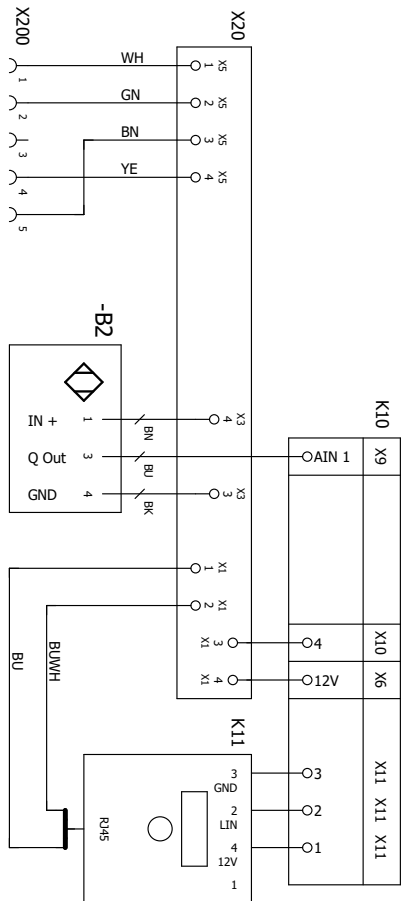 X200
1
2
3
4
5
WH
GN
BN
YE
X20
1 X5
2 X5
3 X5
4 X5
-B2
IN + 1
Q Out 3
GND 4
BN
BU
BK
4 X3
3 X3
K10
AIN 1 X9
4 X10
12V X6
3 X11
2 X11
1 X11
1 X1
2 X1
X1 3
X1 4
BUWH
BU
K11
3
GND
2
LIN
4
12V
1
RJ45